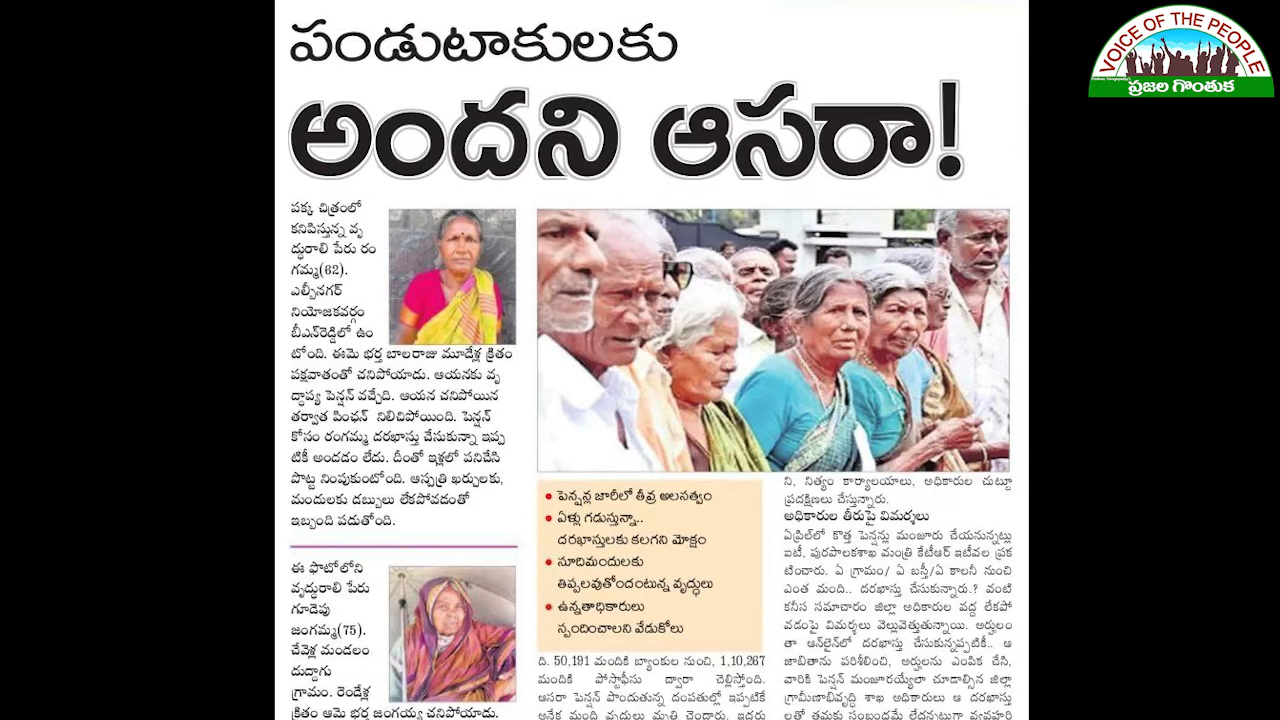 పండుటాకులకు
అందని ఆసరా!
VOICE OF THE PEOPLE
ప్రజల గొంతుక
పక్క చిత్రంలో
కనిపిస్తున్న వృ
ద్ధురాలి పేరు రం
గమ్మ(62).
ఎల్బీనగర్
నియోజకవర్గం
బీఎన్‌రెడ్డిలో ఉం
టోంది. ఈమె భర్త బాలరాజు మూడేళ్ల క్రితం
పక్షవాతంతో చనిపోయాడు. ఆయనకు వృ
ద్ధాప్య పెన్షన్ వచ్చేది. ఆయన చనిపోయిన
తర్వాత పింఛన్ నిలిచిపోయింది. పెన్షన్
కోసం రంగమ్మ దరఖాస్తు చేసుకున్నా ఇప్ప
టికీ అందడం లేదు. దీంతో ఇళ్లలో పనిచేసి
పొట్ట నింపుకుంటోంది. ఆస్పత్రి ఖర్చులకు,
మందులకు డబ్బులు లేకపోవడంతో
ఇబ్బంది పడుతోంది.
ఈ ఫొటోలోని
వృద్ధురాలి పేరు
గూడెపు
జంగమ్మ(75).
చేవెళ్ల మండలం
దుద్దాగు
గ్రామం. రెండేళ్ల
క్రితం ఆమె భర్త జంగయ్య చనిపోయాడు.
• పెన్షన్ల జారీలో తీవ్ర అలసత్వం
• ఏళ్లు గడుస్తున్నా..
దరఖాస్తులకు కలగని మోక్షం
• సూదిమందులకు
తిప్పలవుతోందంటున్న వృద్ధులు
• ఉన్నతాధికారులు
స్పందించాలని వేడుకోలు
ది. 50,191 మందికి బ్యాంకుల నుంచి, 1,10,267
మందికి పోస్టాఫీసు ద్వారా చెల్లిస్తోంది.
ఆసరా పెన్షన్ పొందుతున్న దంపతుల్లో ఇప్పటికే
అనేక మంది వృద్ధులు మృతి చెందారు. ఇదరు
ని, నిత్యం కార్యాలయాలు, అధికారుల చుట్టూ
ప్రదక్షిణలు చేస్తున్నారు.
అధికారుల తీరుపై విమర్శలు
ఏప్రిల్‌లో కొత్త పెన్షన్లు మంజూరు చేయనున్నట్లు
ఐటీ, పురపాలకశాఖ మంత్రి కేటీఆర్ ఇటీవల ప్రక
టించారు. ఏ గ్రామం/ ఏ బస్తీ/ఏ కాలనీ నుంచి
ఎంత మంది.. దరఖాస్తు చేసుకున్నారు.? వంటి
కనీస సమాచారం జిల్లా అధికారుల వద్ద లేకపో
వడంపై విమర్శలు వెల్లువెత్తుతున్నాయి. అర్హులం
తా ఆన్‌లైన్‌లో దరఖాస్తు చేసుకున్నప్పటికీ.. ఆ
జాబితాను పరిశీలించి, అర్హులను ఎంపిక చేసి,
వారికి పెన్షన్ మంజూరయ్యేలా చూడాల్సిన జిల్లా
గ్రామీణాభివృద్ధి శాఖ అధికారులు ఆ దరఖాస్తు
లతో తమకు సంబంధమే లేదన్నట్లుగా వ్యవహరి